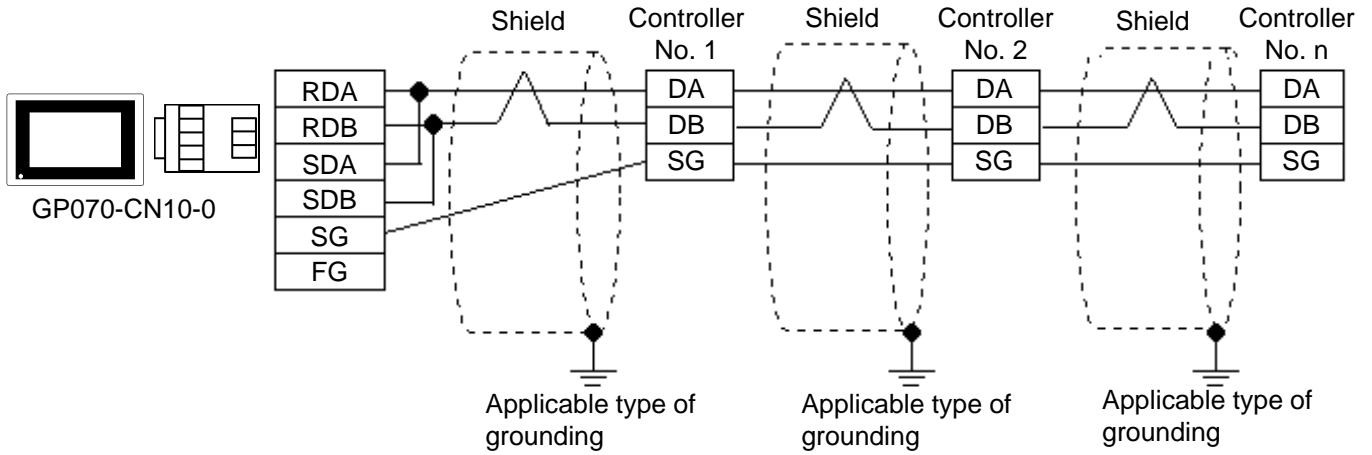 Shield
Controller
No. 1
Shield
Controller
No. 2
Shield
Controller
No. n
GP070-CN10-0
RDA
RDB
SDA
SDB
SG
FG
DA
DB
SG
DA
DB
SG
DA
DB
SG
Applicable type of
grounding
Applicable type of
grounding
Applicable type of
grounding